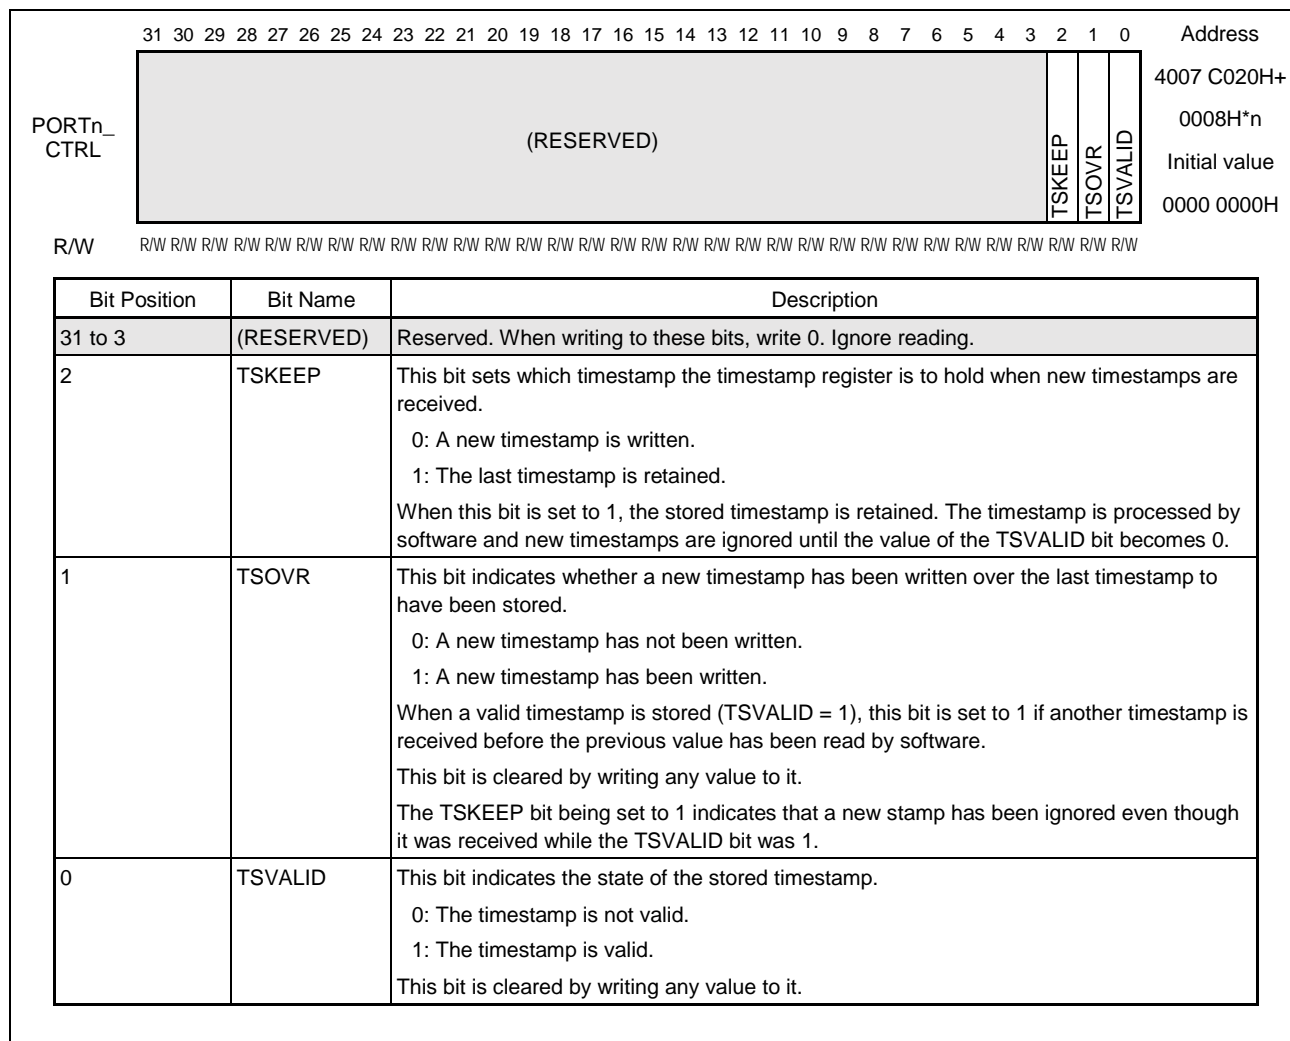 31 30 29 28 27 26 25 24 23 22 21 20 19 18 17 16 15 14 13 12 11 10 9 8 7 6 5 4 3 2 1 0 Address
4007 C020H+
PORTn_
CTRL
(RESERVED)
TSKEEP
TSOVR
TSVALID
0008H*n
Initial value
0000 0000H
R/W R/W R/W R/W R/W R/W R/W R/W R/W R/W R/W R/W R/W R/W R/W R/W R/W R/W R/W R/W R/W R/W R/W R/W R/W R/W R/W R/W R/W R/W R/W R/W R/W
Bit Position Bit Name Description
31 to 3 (RESERVED) Reserved. When writing to these bits, write 0. Ignore reading.
2 TSKEEP This bit sets which timestamp the timestamp register is to hold when new timestamps are
received.
0: A new timestamp is written.
1: The last timestamp is retained.
When this bit is set to 1, the stored timestamp is retained. The timestamp is processed by
software and new timestamps are ignored until the value of the TSVALID bit becomes 0.
1 TSOVR This bit indicates whether a new timestamp has been written over the last timestamp to
have been stored.
0: A new timestamp has not been written.
1: A new timestamp has been written.
When a valid timestamp is stored (TSVALID = 1), this bit is set to 1 if another timestamp is
received before the previous value has been read by software.
This bit is cleared by writing any value to it.
The TSKEEP bit being set to 1 indicates that a new stamp has been ignored even though
it was received while the TSVALID bit was 1.
0 TSVALID This bit indicates the state of the stored timestamp.
0: The timestamp is not valid.
1: The timestamp is valid.
This bit is cleared by writing any value to it.